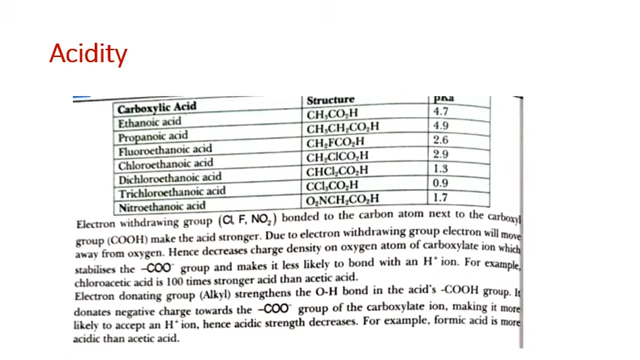 Acidity
Carboxylic Acid Structure pKa
Ethanoic acid CH₃CO₂H 4.7
Propanoic acid CH₃CH₂CO₂H 4.9
Fluoroethanoic acid CH₂FCO₂H 2.6
Chloroethanoic acid CH₂ClCO₂H 2.9
Dichloroethanoic acid CHCl₂CO₂H 1.3
Trichloroethanoic acid CCl₃CO₂H 0.9
Nitroethanoic acid O₂NCH₂CO₂H 1.7
Electron withdrawing group (Cl, F, NO₂) bonded to the carbon atom next to the carboxyl
group (COOH) make the acid stronger. Due to electron withdrawing group electron will move
away from oxygen. Hence decreases charge density on oxygen atom of carboxylate ion which
stabilises the –COO⁻ group and makes it less likely to bond with an H⁺ ion. For example,
chloroacetic acid is 100 times stronger acid than acetic acid.
Electron donating group (Alkyl) strengthens the O-H bond in the acid's -COOH group. It
donates negative charge towards the –COO⁻ group of the carboxylate ion, making it more
likely to accept an H⁺ ion, hence acidic strength decreases. For example, formic acid is more
acidic than acetic acid.